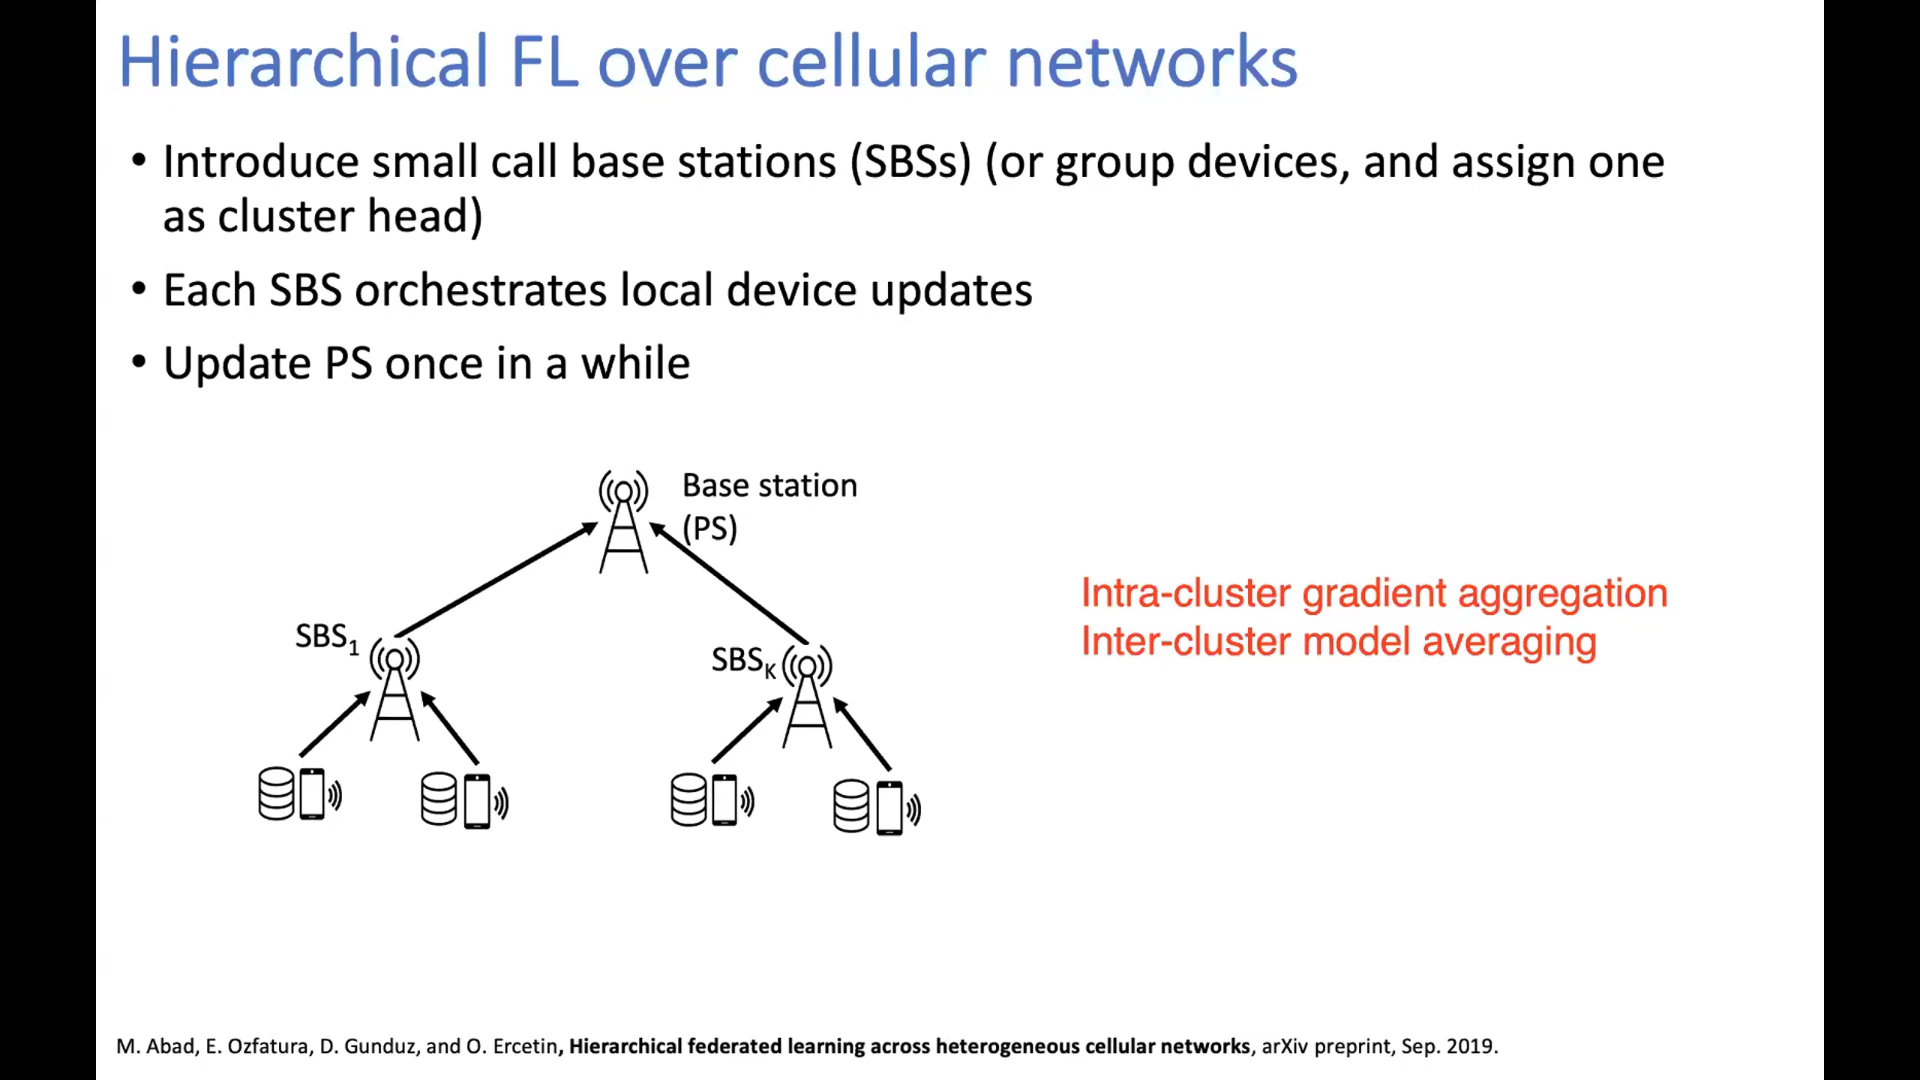 Hierarchical FL over cellular networks
• Introduce small call base stations (SBSs) (or group devices, and assign one
as cluster head)
• Each SBS orchestrates local device updates
• Update PS once in a while
Base station
(PS)
Intra-cluster gradient aggregation
Inter-cluster model averaging
SBS₁
SBS_K
M. Abad, E. Ozfatura, D. Gunduz, and O. Ercetin, Hierarchical federated learning across heterogeneous cellular networks, arXiv preprint, Sep. 2019.